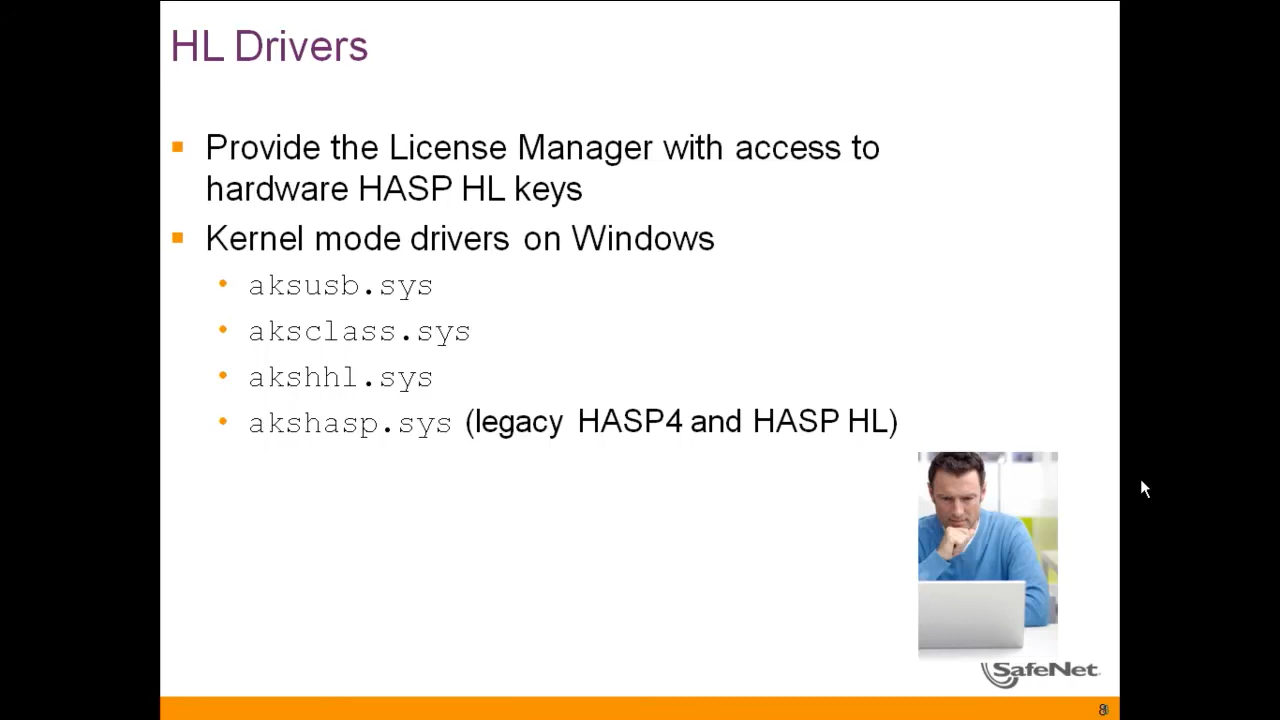 HL Drivers
Provide the License Manager with access to
hardware HASP HL keys
Kernel mode drivers on Windows
aksusb.sys
aksclass.sys
akshhl.sys
akshasp.sys (legacy HASP4 and HASP HL)
SafeNet
8